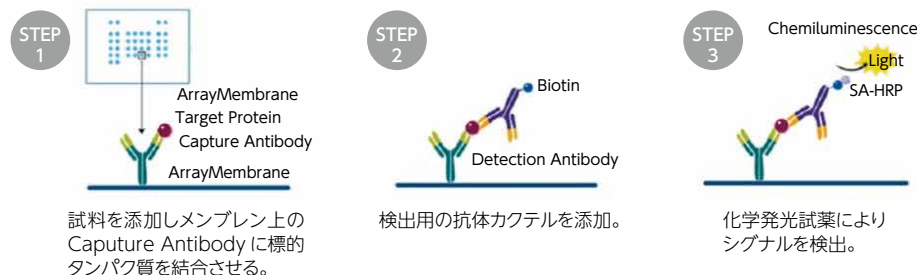 STEP
1
ArrayMembrane
Target Protein
Capture Antibody
ArrayMembrane
試料を添加しメンブレン上の
Caputure Antibody に標的
タンパク質を結合させる。
STEP
2
Biotin
Detection Antibody
検出用の抗体カクテルを添加。
STEP
3
Chemiluminescence
Light
SA-HRP
化学発光試薬により
シグナルを検出。